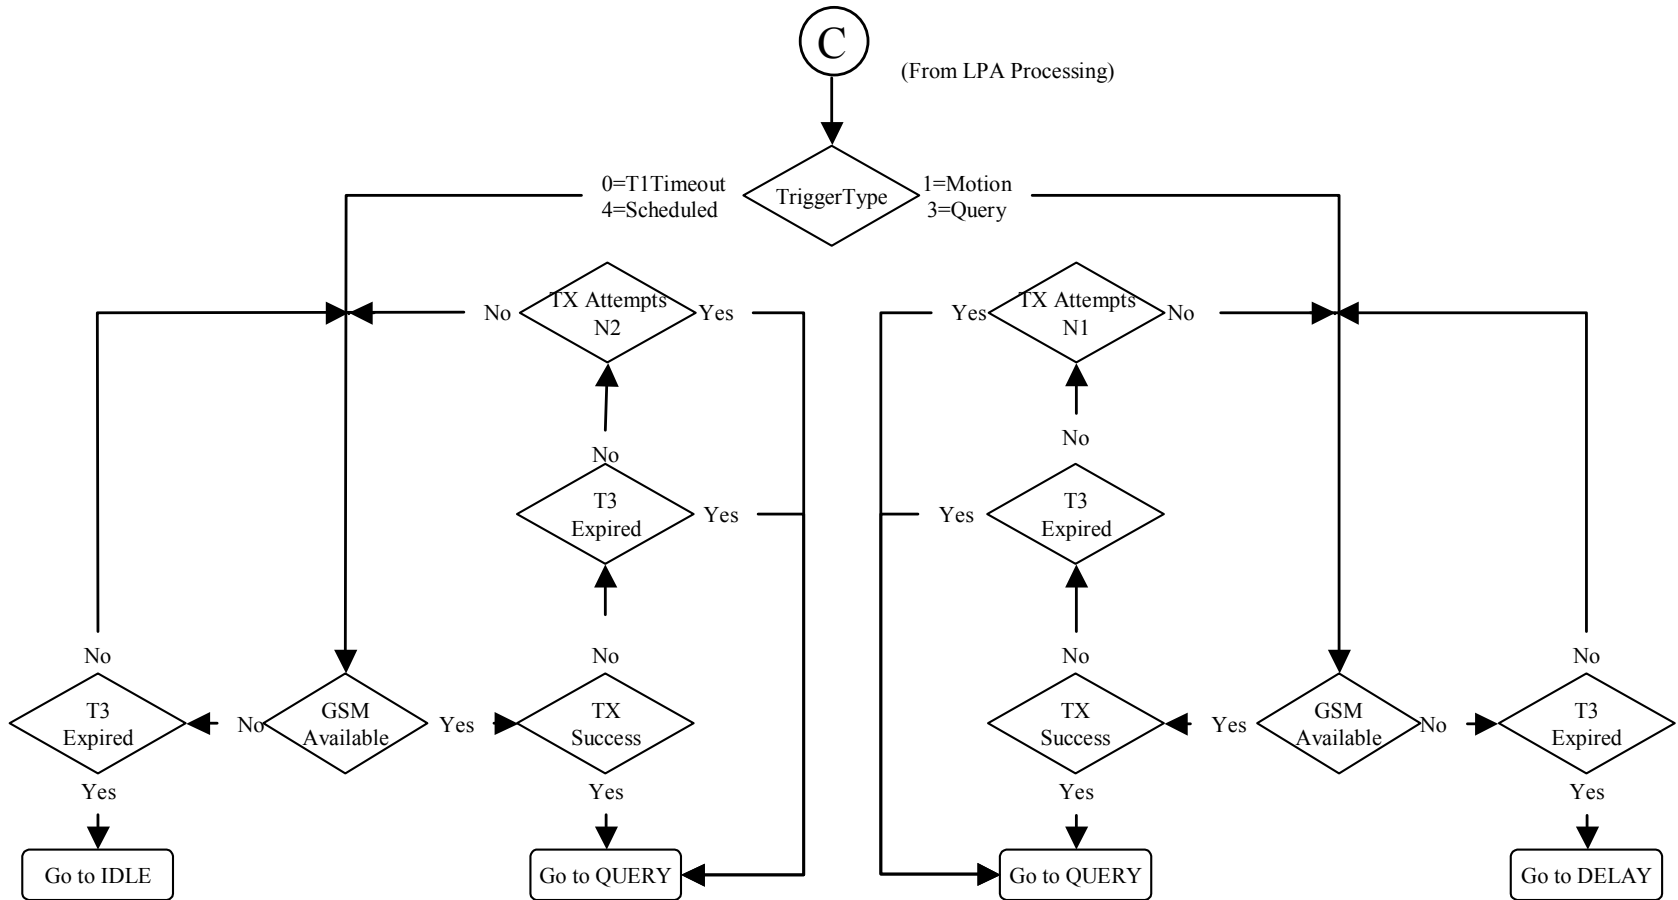 C
(From LPA Processing)
0=T1Timeout
4=Scheduled
TriggerType
1=Motion
3=Query
No
TX Attempts
N2
Yes
Yes
TX Attempts
N1
No
No
T3
Expired
Yes
No
Yes
T3
Expired
No
No
No
No
T3
Expired
No
GSM
Available
Yes
TX
Success
TX
Success
Yes
GSM
Available
No
T3
Expired
Yes
Yes
Yes
Yes
Go to IDLE
Go to QUERY
Go to QUERY
Go to DELAY